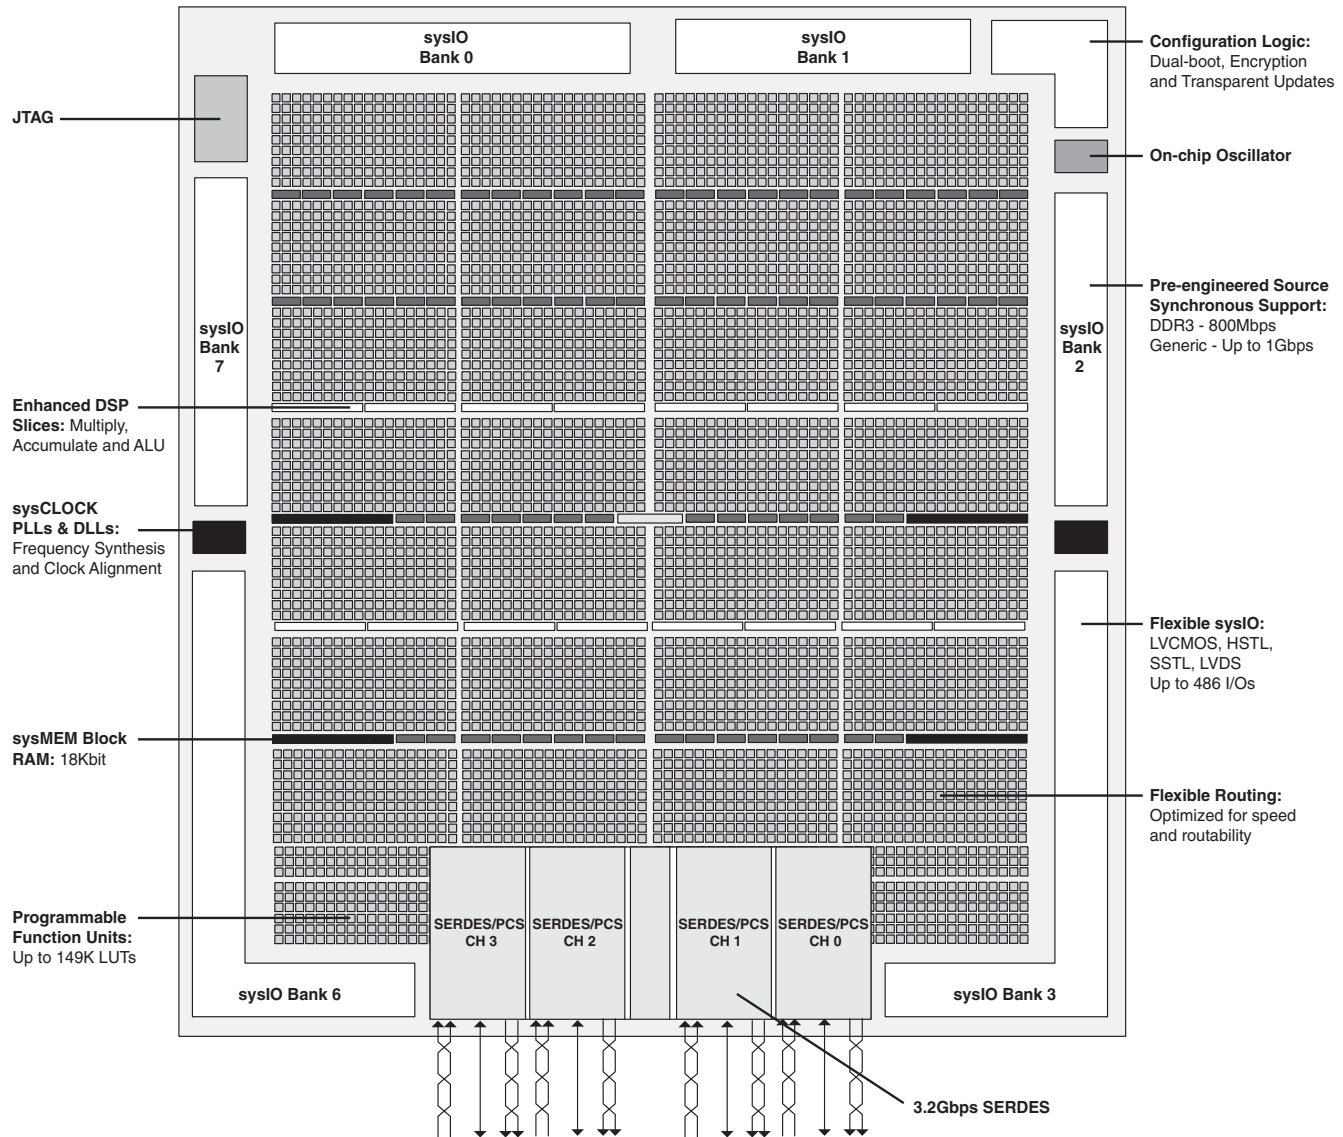 sysIO
Bank 0
sysIO
Bank 1
Configuration Logic:
Dual-boot, Encryption
and Transparent Updates
JTAG
On-chip Oscillator
sysIO
Bank
7
sysIO
Bank
2
Pre-engineered Source
Synchronous Support:
DDR3 - 800Mbps
Generic - Up to 1Gbps
Enhanced DSP
Slices: Multiply,
Accumulate and ALU
sysCLOCK
PLLs & DLLs:
Frequency Synthesis
and Clock Alignment
Flexible sysIO:
LVCMOS, HSTL,
SSTL, LVDS
Up to 486 I/Os
sysMEM Block
RAM: 18Kbit
Flexible Routing:
Optimized for speed
and routability
Programmable
Function Units:
Up to 149K LUTs
SERDES/PCS
CH 3
SERDES/PCS
CH 2
SERDES/PCS
CH 1
SERDES/PCS
CH 0
sysIO Bank 6
sysIO Bank 3
3.2Gbps SERDES